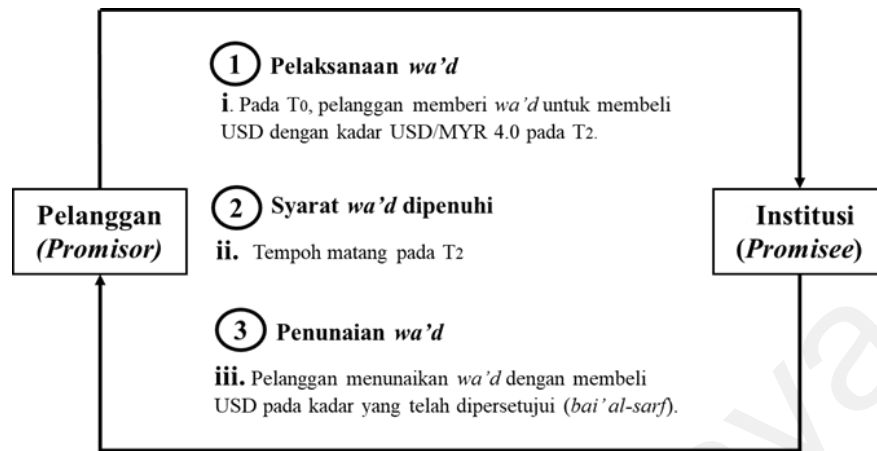 1 Pelaksanaan wa’d
i. Pada T0, pelanggan memberi wa’d untuk membeli
USD dengan kadar USD/MYR 4.0 pada T2.
Pelanggan
(Promisor)
2 Syarat wa’d dipenuhi
ii. Tempoh matang pada T2
Institusi
(Promisee)
3 Penunaian wa’d
iii. Pelanggan menunaikan wa’d dengan membeli
USD pada kadar yang telah dipersetujui (bai’ al-sarf).